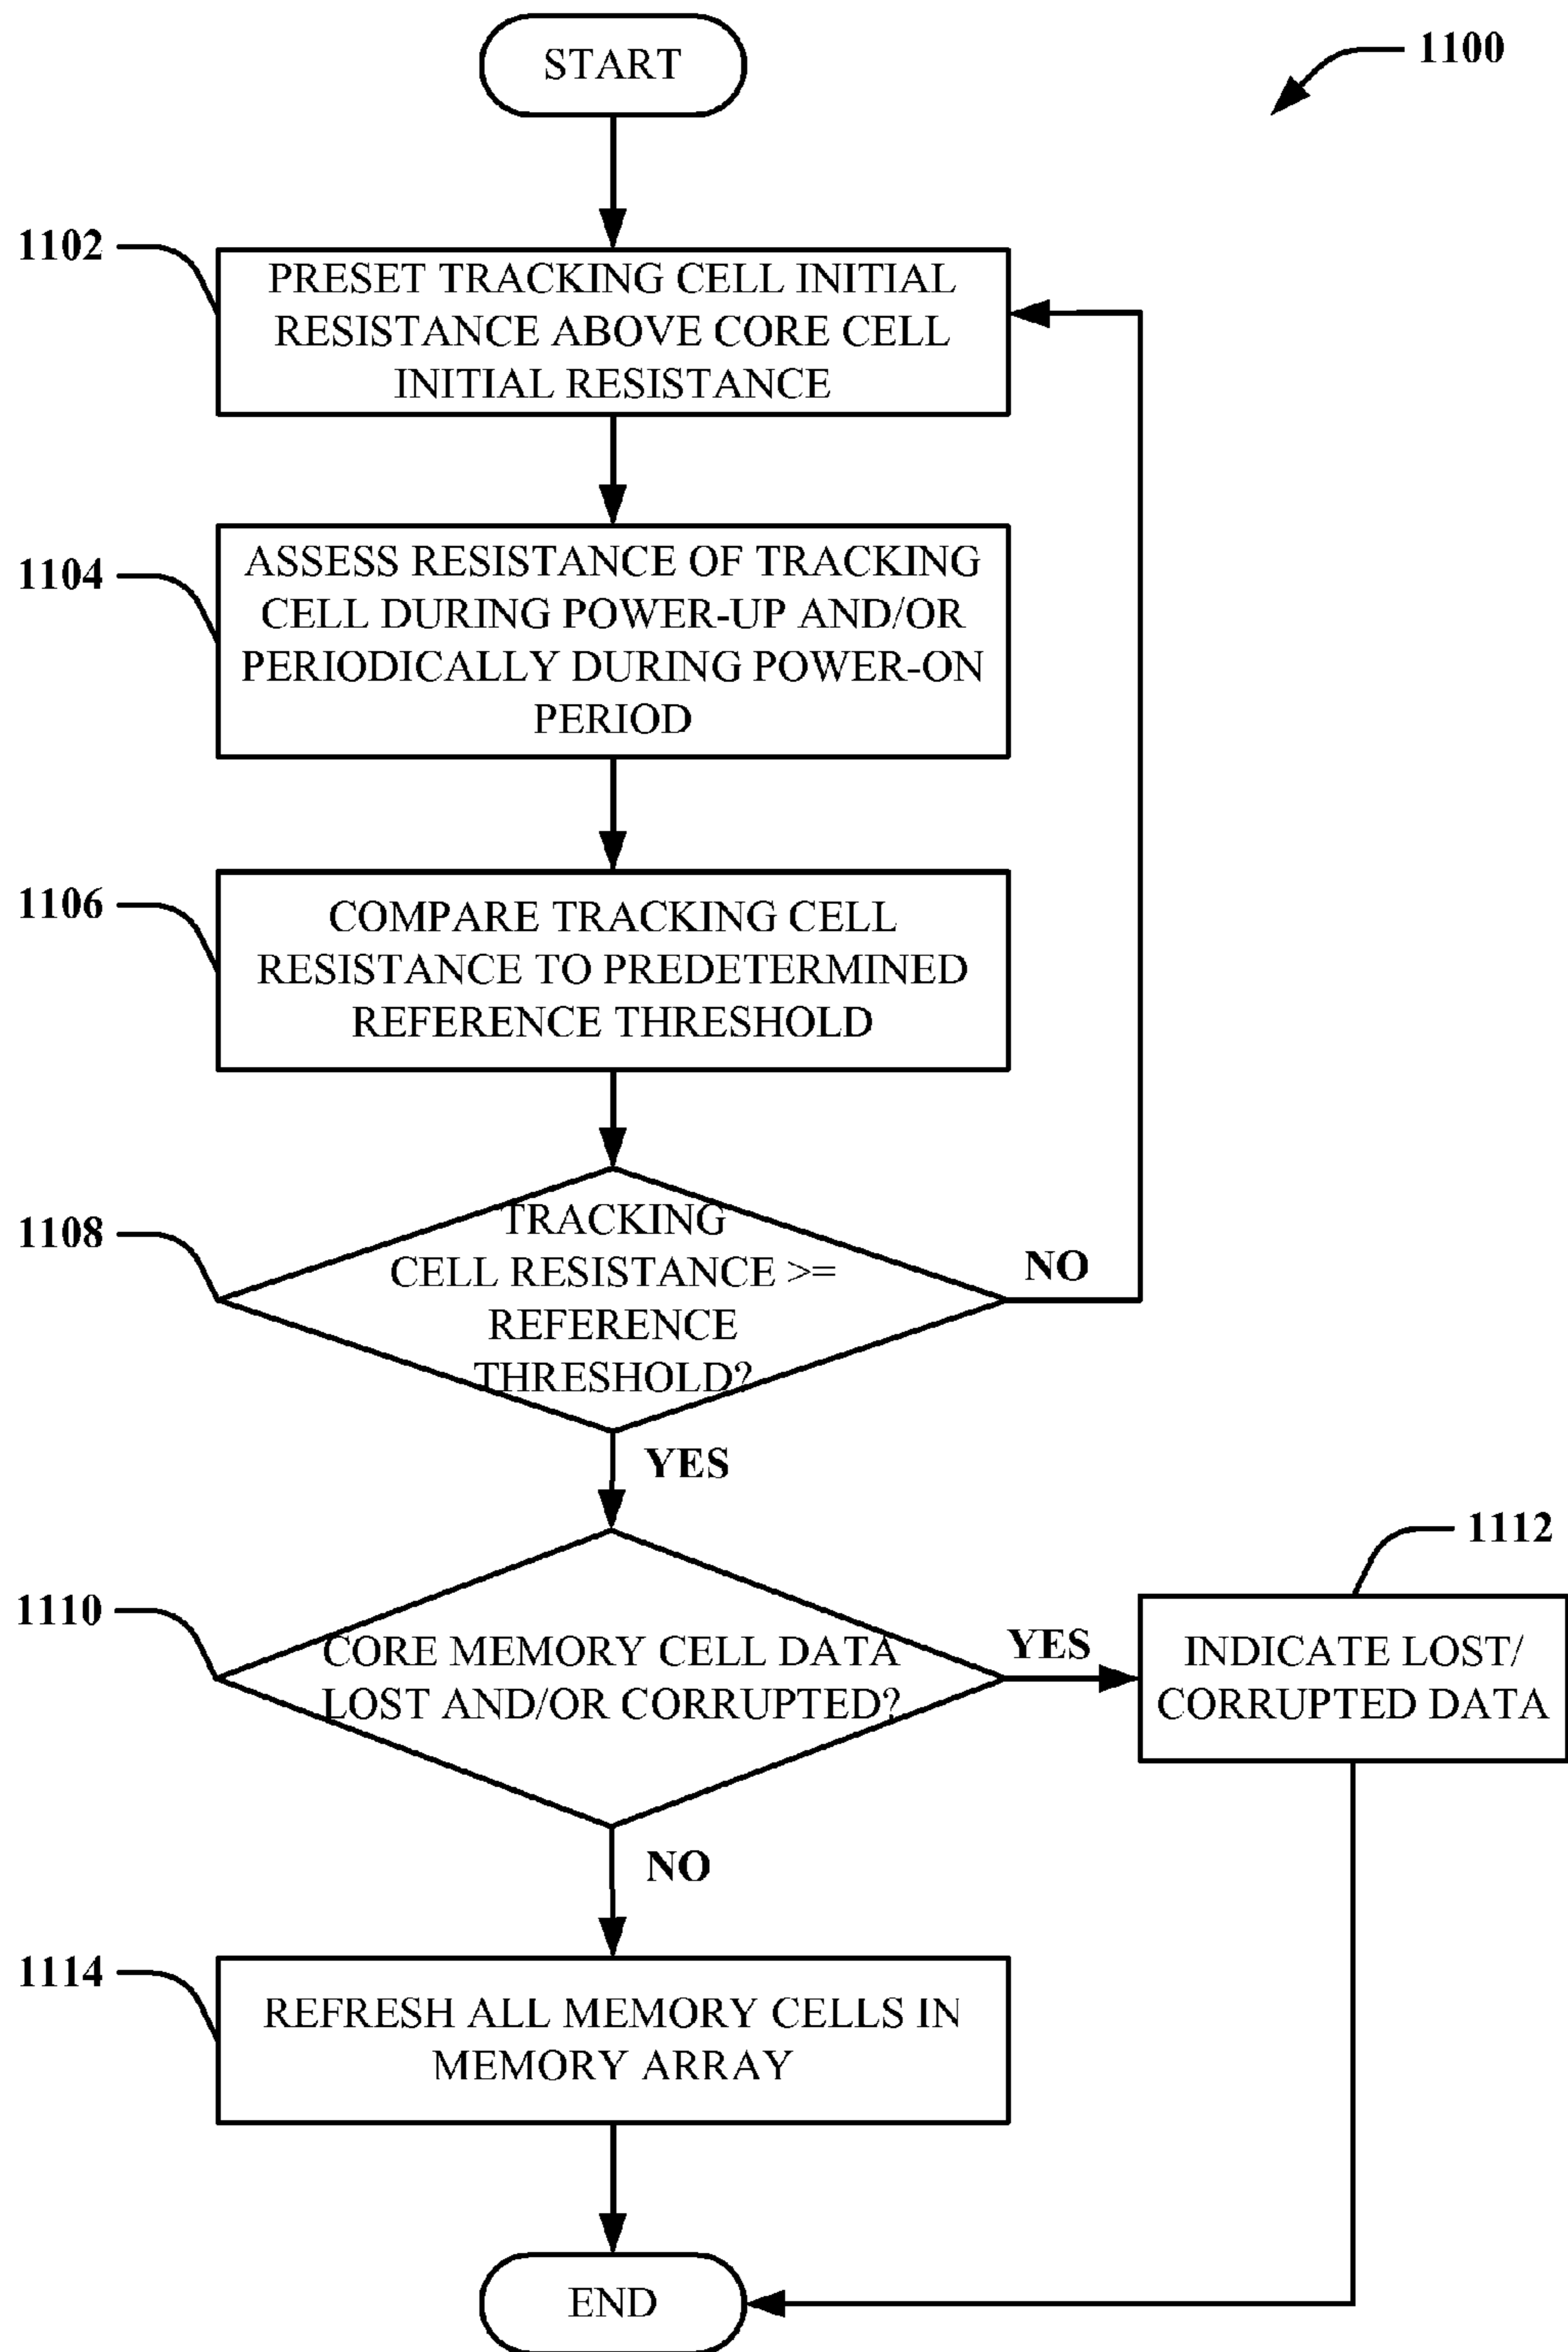 START
1100
1102
PRESET TRACKING CELL INITIAL
RESISTANCE ABOVE CORE CELL
INITIAL RESISTANCE
1104
ASSESS RESISTANCE OF TRACKING
CELL DURING POWER-UP AND/OR
PERIODICALLY DURING POWER-ON
PERIOD
1106
COMPARE TRACKING CELL
RESISTANCE TO PREDETERMINED
REFERENCE THRESHOLD
1108
TRACKING
CELL RESISTANCE >=
REFERENCE
THRESHOLD?
NO
YES
1110
CORE MEMORY CELL DATA
LOST AND/OR CORRUPTED?
YES
1112
INDICATE LOST/
CORRUPTED DATA
NO
1114
REFRESH ALL MEMORY CELLS IN
MEMORY ARRAY
END